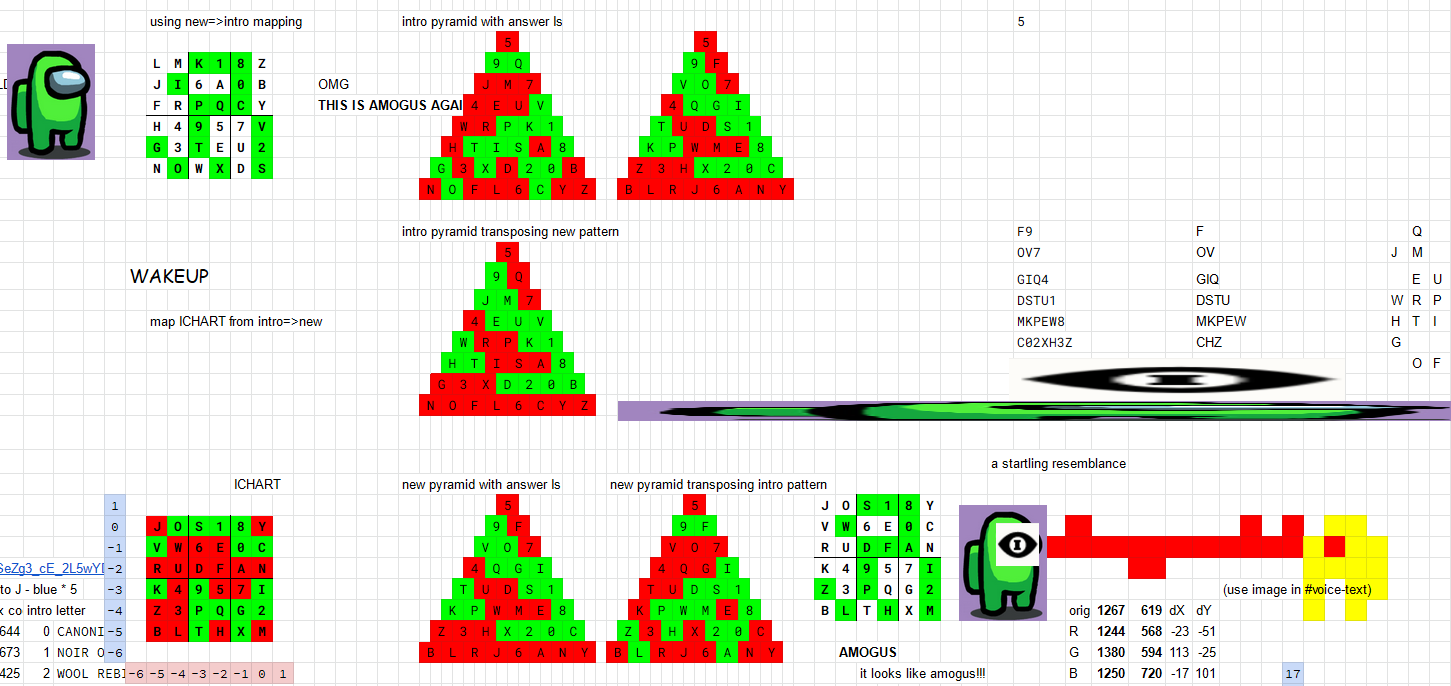 using new=>intro mapping
intro pyramid with answer ls
5
L M K 1 8 Z
J I 6 A 0 B
F R P Q C Y
H 4 9 5 7 V
G 3 T E U 2
N O W X D S
OMG
THIS IS AMOGUS AGAI
5
9 Q
J M 7
4 E U V
W R P K 1
H T I S A 8
G 3 X D 2 0 B
N O F L 6 C Y Z
5
9 F
V O 7
4 Q G I
T U D S 1
K P W M E 8
Z 3 H X 2 0 C
B L R J 6 A N Y
intro pyramid transposing new pattern
WAKEUP
map ICHART from intro=>new
5
9 Q
J M 7
4 E U V
W R P K 1
H T I S A 8
G 3 X D 2 0 B
N O F L 6 C Y Z
F9 F Q
OV7 OV J M
GIQ4 GIQ E U
DSTU1 DSTU W R P
MKPEW8 MKPEW H T I
C02XH3Z CHZ G
O F
a startling resemblance
ICHART
new pyramid with answer ls
new pyramid transposing intro pattern
1
0
-1
-2
-3
-4
-5
-6
J O S 1 8 Y
V W 6 E 0 C
R U D F A N
K 4 9 5 7 I
Z 3 P Q G 2
B L T H X M
SeZg3_cE_2L5wYI
to J - blue * 5
x co intro letter
644 0 CANONI
673 1 NOIR O
425 2 WOOL REBI
-6 -5 -4 -3 -2 -1 0 1
5
9 F
V O 7
4 Q G I
T U D S 1
K P W M E 8
Z 3 H X 2 0 C
B L R J 6 A N Y
5
9 F
V O 7
4 Q G I
T U D S 1
K P W M E 8
Z 3 H X 2 0 C
B L R J 6 A N Y
J O S 1 8 Y
V W 6 E 0 C
R U D F A N
K 4 9 5 7 I
Z 3 P Q G 2
B L T H X M
I
AMOGUS
it looks like amogus!!!
(use image in #voice-text)
orig 1267 619 dX dY
R 1244 568 -23 -51
G 1380 594 113 -25
B 1250 720 -17 101
17